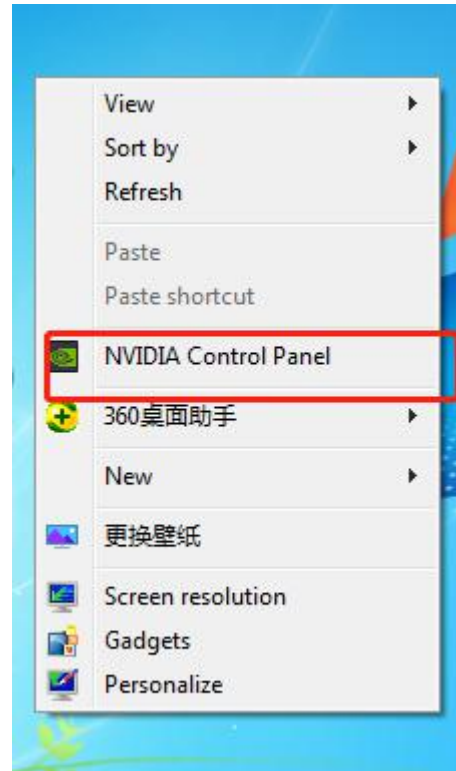 View
Sort by
Refresh
Paste
Paste shortcut
NVIDIA Control Panel
360桌面助手
New
更换壁纸
Screen resolution
Gadgets
Personalize